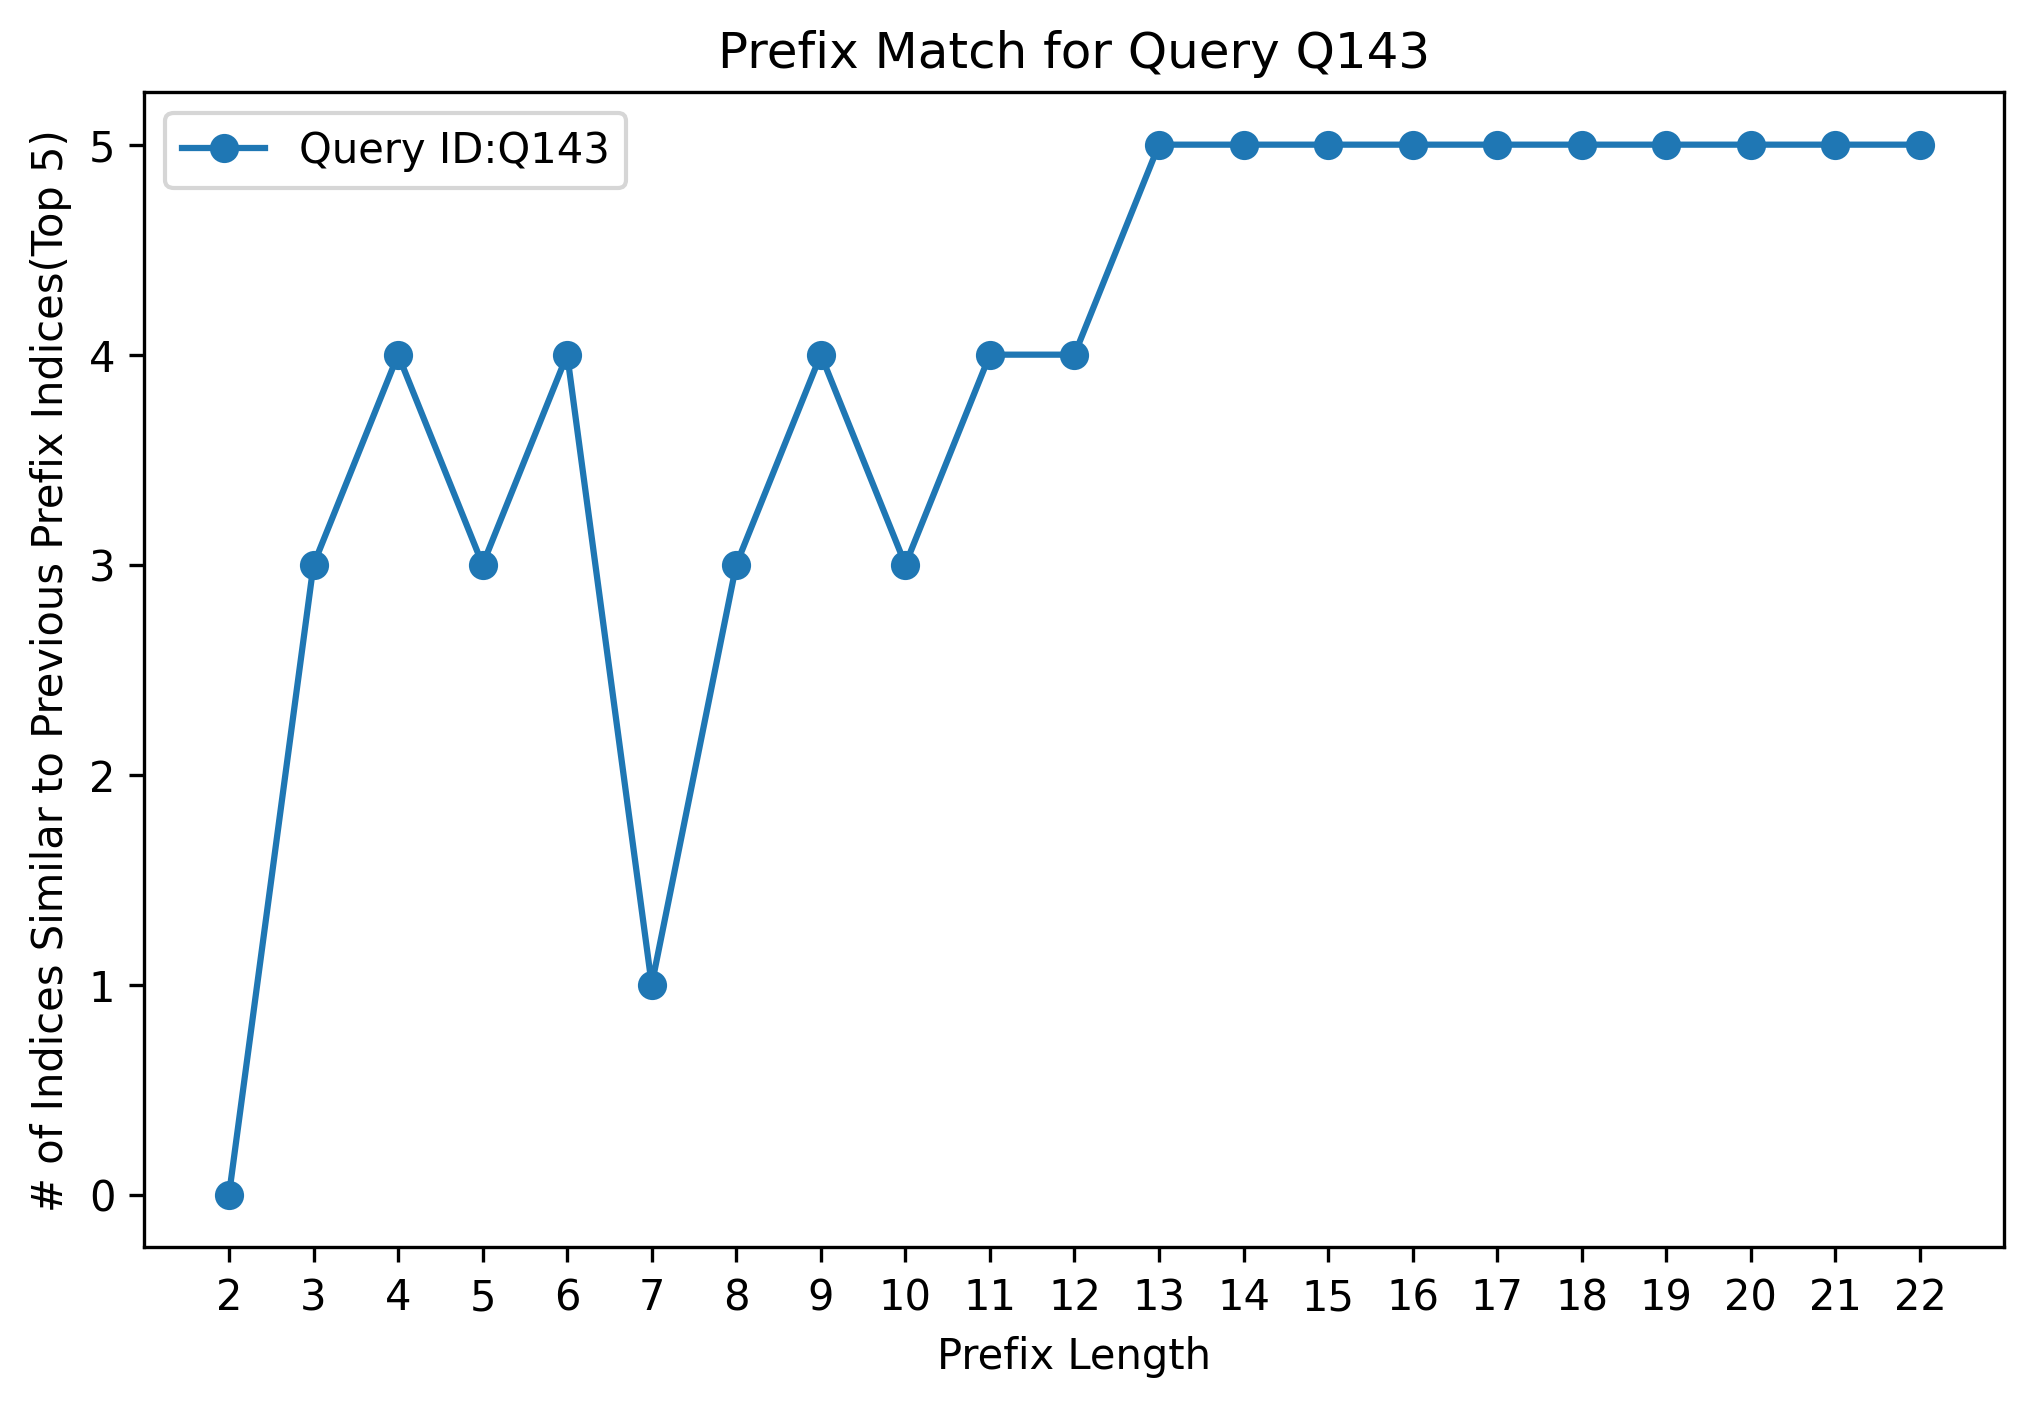 Prefix Match for Query Q143
Query ID:Q143
# of Indices Similar to Previous Prefix Indices(Top 5)
5
4
3
2
1
0
2 3 4 5 6 7 8 9 10 11 12 13 14 15 16 17 18 19 20 21 22
Prefix Length